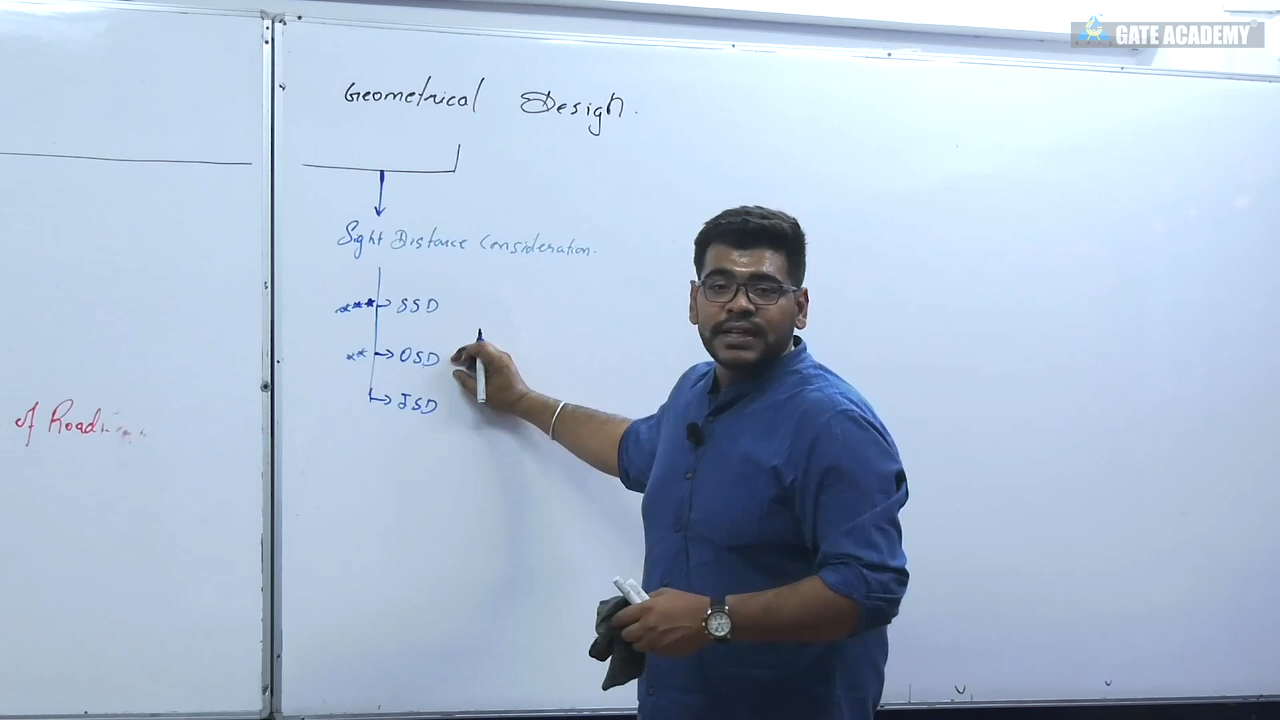 GATE ACADEMY
Geometrical Design.
Sight Distance Consideration.
*** → SSD
** → OSD
→ ISD
of Road